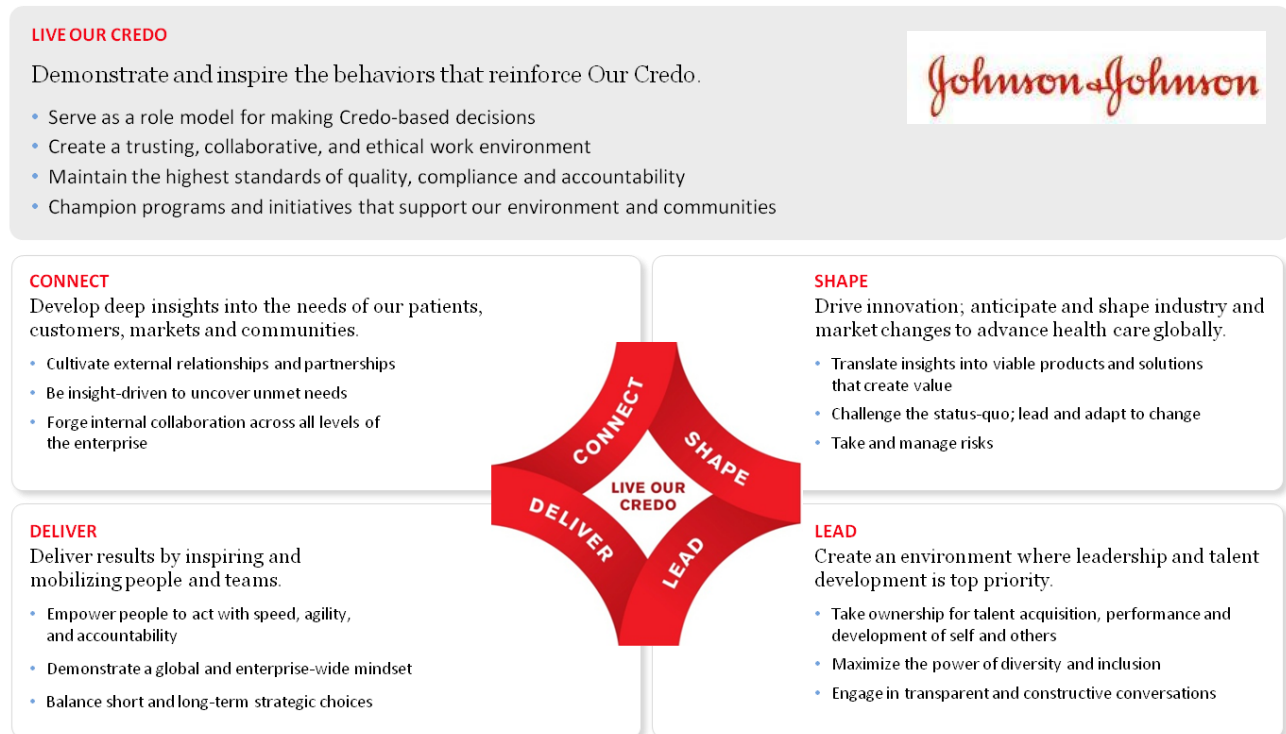 LIVE OUR CREDO
Johnson & Johnson
Demonstrate and inspire the behaviors that reinforce Our Credo.
• Serve as a role model for making Credo-based decisions
• Create a trusting, collaborative, and ethical work environment
• Maintain the highest standards of quality, compliance and accountability
• Champion programs and initiatives that support our environment and communities
CONNECT
Develop deep insights into the needs of our patients,
customers, markets and communities.
• Cultivate external relationships and partnerships
• Be insight-driven to uncover unmet needs
• Forge internal collaboration across all levels of
the enterprise
SHAPE
Drive innovation; anticipate and shape industry and
market changes to advance health care globally.
• Translate insights into viable products and solutions
that create value
• Challenge the status-quo; lead and adapt to change
• Take and manage risks
CONNECT
SHAPE
LIVE OUR
CREDO
DELIVER
LEAD
DELIVER
Deliver results by inspiring and
mobilizing people and teams.
• Empower people to act with speed, agility,
and accountability
• Demonstrate a global and enterprise-wide mindset
• Balance short and long-term strategic choices
LEAD
Create an environment where leadership and talent
development is top priority.
• Take ownership for talent acquisition, performance and
development of self and others
• Maximize the power of diversity and inclusion
• Engage in transparent and constructive conversations